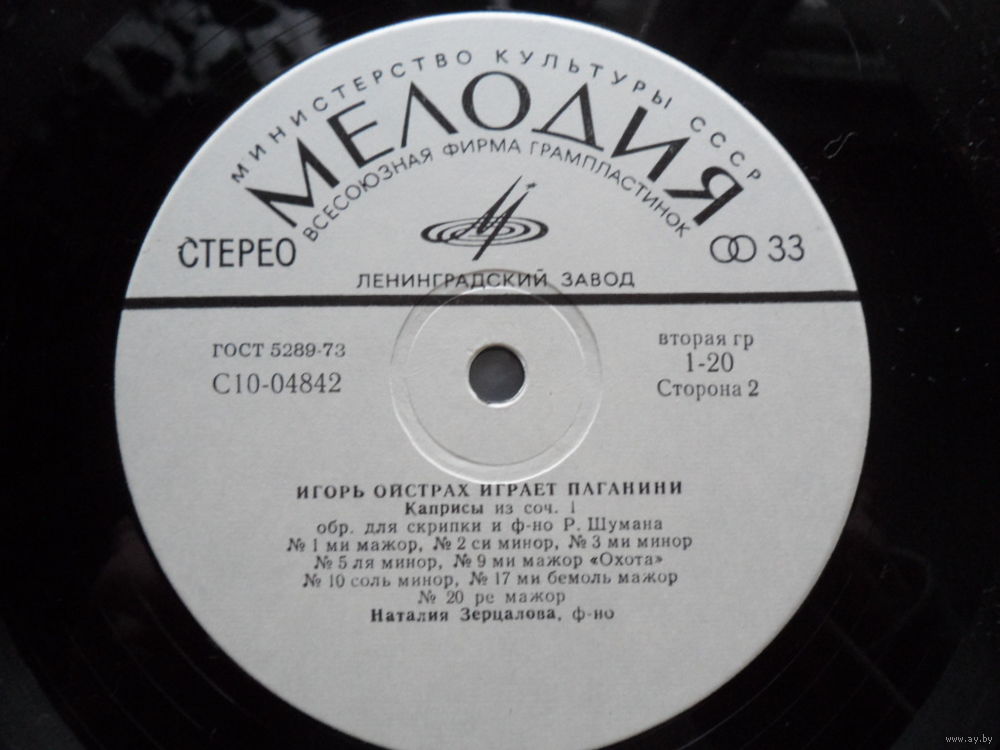 МИНИСТЕРСТВО КУЛЬТУРЫ СССР
МЕЛОДИЯ
ВСЕСОЮЗНАЯ ФИРМА ГРАМПЛАСТИНОК
СТЕРЕО
33
ЛЕНИНГРАДСКИЙ ЗАВОД
ГОСТ 5289-73
С10-04842
вторая гр
1-20
Сторона 2
ИГОРЬ ОЙСТРАХ ИГРАЕТ ПАГАНИНИ
Каприсы из соч. 1
обр. для скрипки и ф-но Р. Шумана
№ 1 ми мажор, № 2 си минор, № 3 ми минор
№ 5 ля минор, № 9 ми мажор «Охота»
№ 10 соль минор, № 17 ми бемоль мажор
№ 20 ре мажор
Наталия Зерцалова, ф-но
www.ay.by